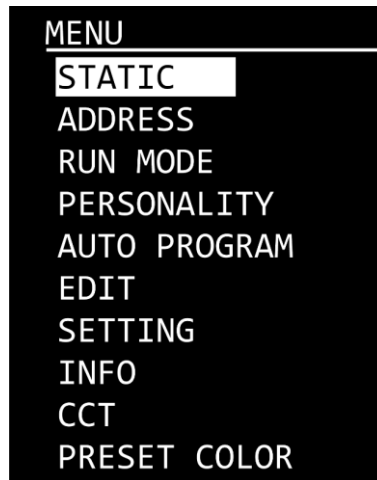 MENU
STATIC
ADDRESS
RUN MODE
PERSONALITY
AUTO PROGRAM
EDIT
SETTING
INFO
CCT
PRESET COLOR